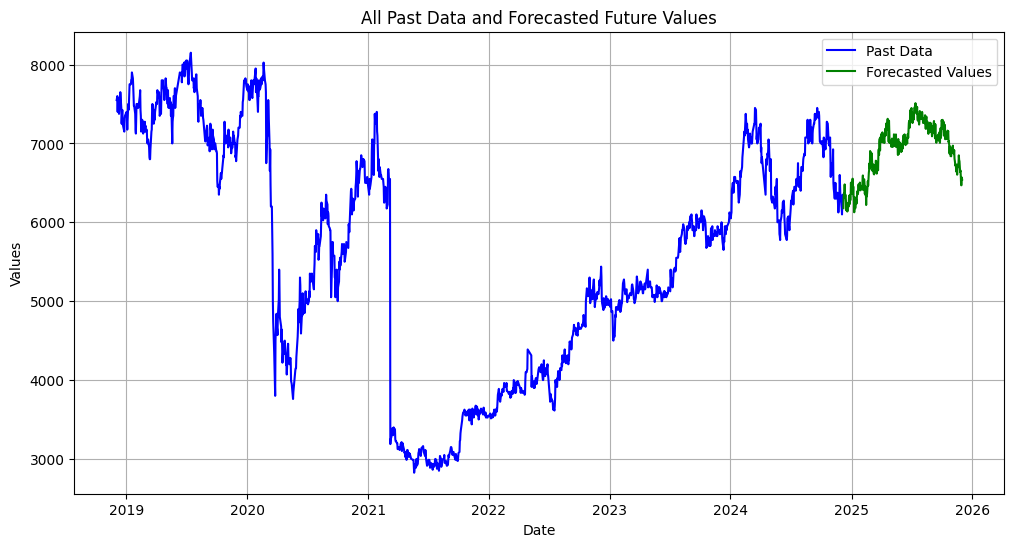 All Past Data and Forecasted Future Values
Past Data
Forecasted Values
8000
7000
6000
5000
4000
3000
Values
2019 2020 2021 2022 2023 2024 2025 2026
Date